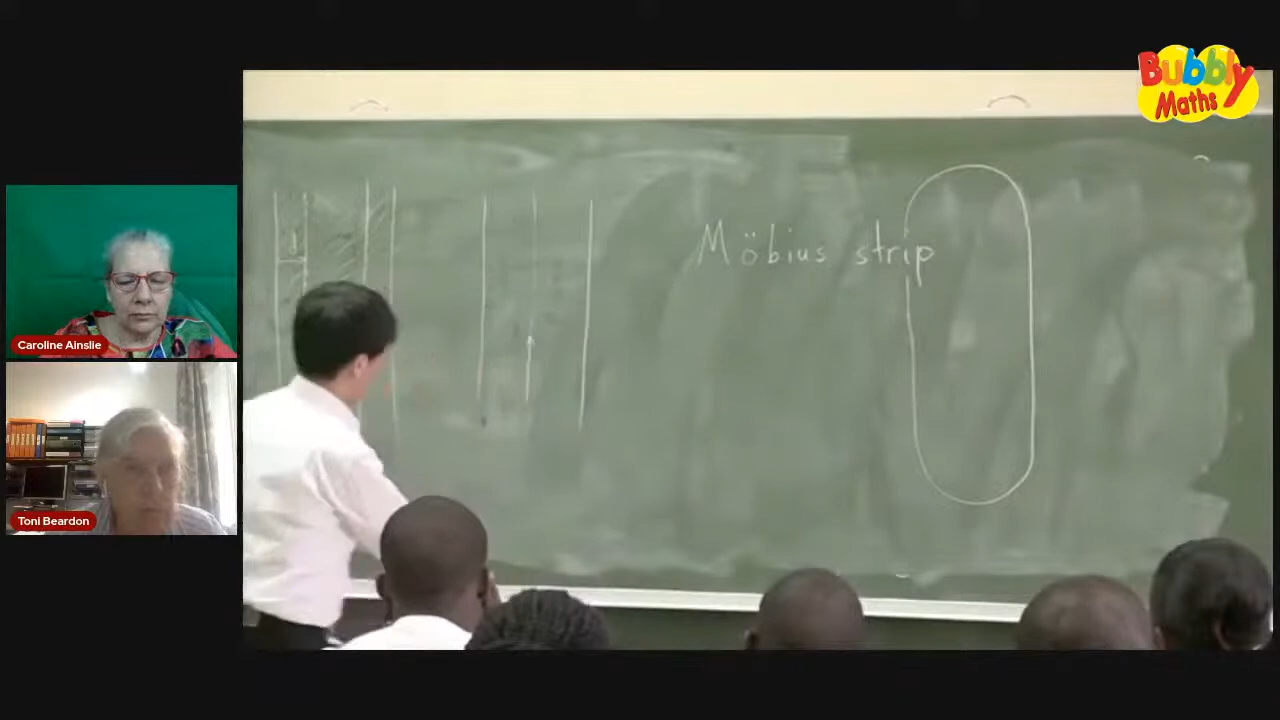 Bubbly
Maths
Möbius strip
Caroline Ainslie
Toni Beardon